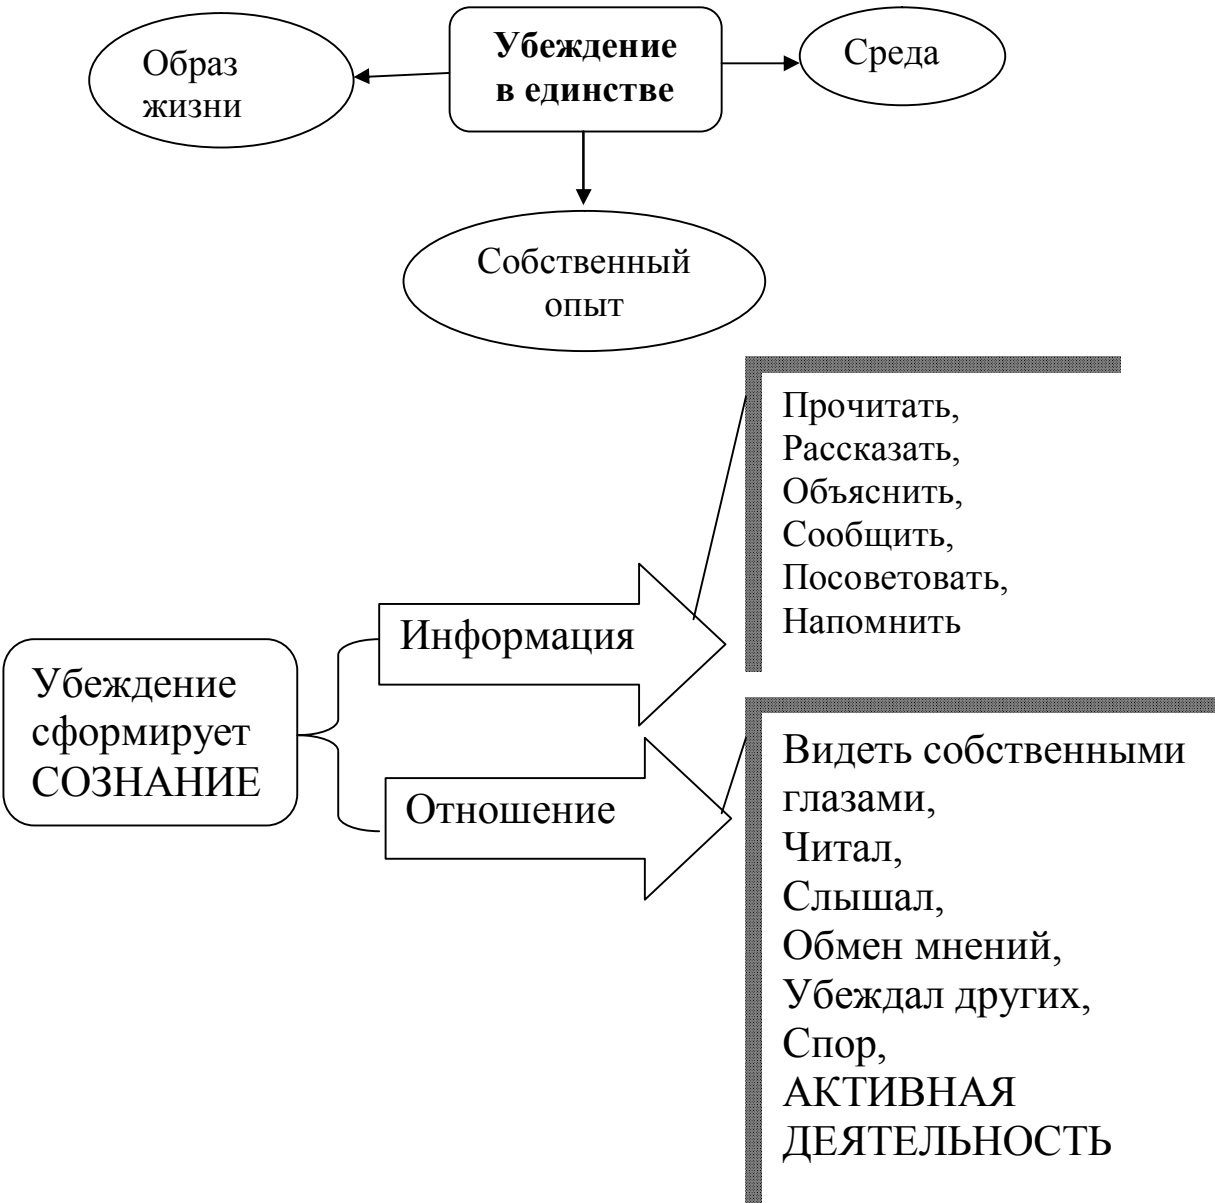 Образ
жизни
Убеждение
в единстве
Среда
Собственный
опыт
Прочитать,
Рассказать,
Объяснить,
Сообщить,
Посоветовать,
Напомнить
Информация
Убеждение
сформирует
СОЗНАНИЕ
Отношение
Видеть собственными
глазами,
Читал,
Слышал,
Обмен мнений,
Убеждал других,
Спор,
АКТИВНАЯ
ДЕЯТЕЛЬНОСТЬ